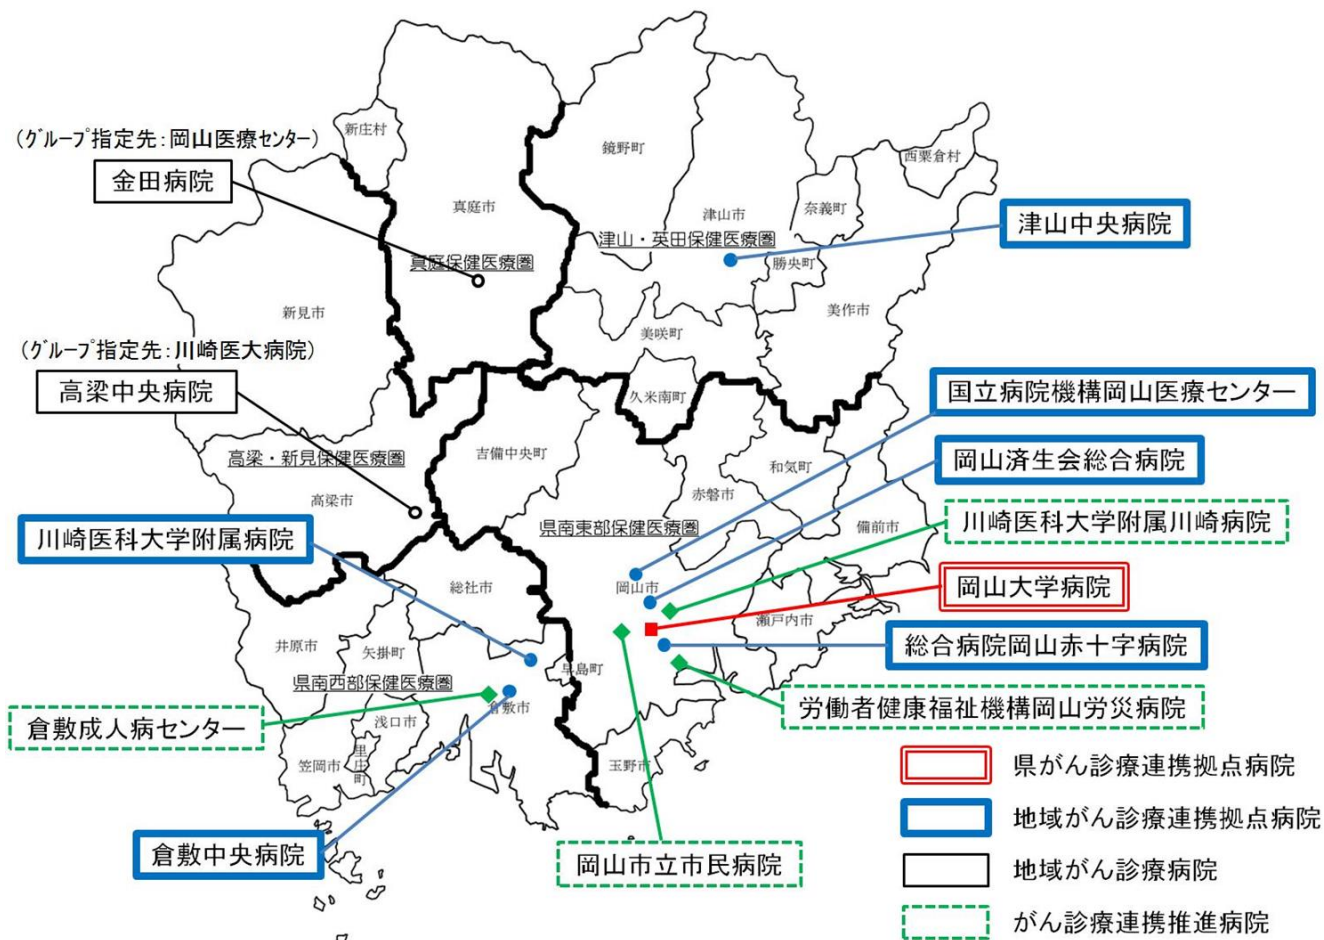 新庄村
(ｸﾞﾙｰﾌﾟ指定先:岡山医療センター)
金田病院
鏡野町
西粟倉村
真庭市
津山市
奈義町
津山中央病院
津山・英田保健医療圏
真庭保健医療圏
勝央町
新見市
美作市
美咲町
(ｸﾞﾙｰﾌﾟ指定先:川崎医大病院)
高梁中央病院
久米南町
国立病院機構岡山医療センター
高梁・新見保健医療圏
吉備中央町
和気町
岡山済生会総合病院
高梁市
赤磐市
県南東部保健医療圏
備前市
川崎医科大学附属川崎病院
川崎医科大学附属病院
総社市
岡山市
岡山大学病院
瀬戸内市
井原市
矢掛町
早島町
総合病院岡山赤十字病院
県南西部保健医療圏
倉敷市
労働者健康福祉機構岡山労災病院
倉敷成人病センター
浅口市
里庄町
笠岡市
玉野市
県がん診療連携拠点病院
地域がん診療連携拠点病院
倉敷中央病院
岡山市立市民病院
地域がん診療病院
がん診療連携推進病院